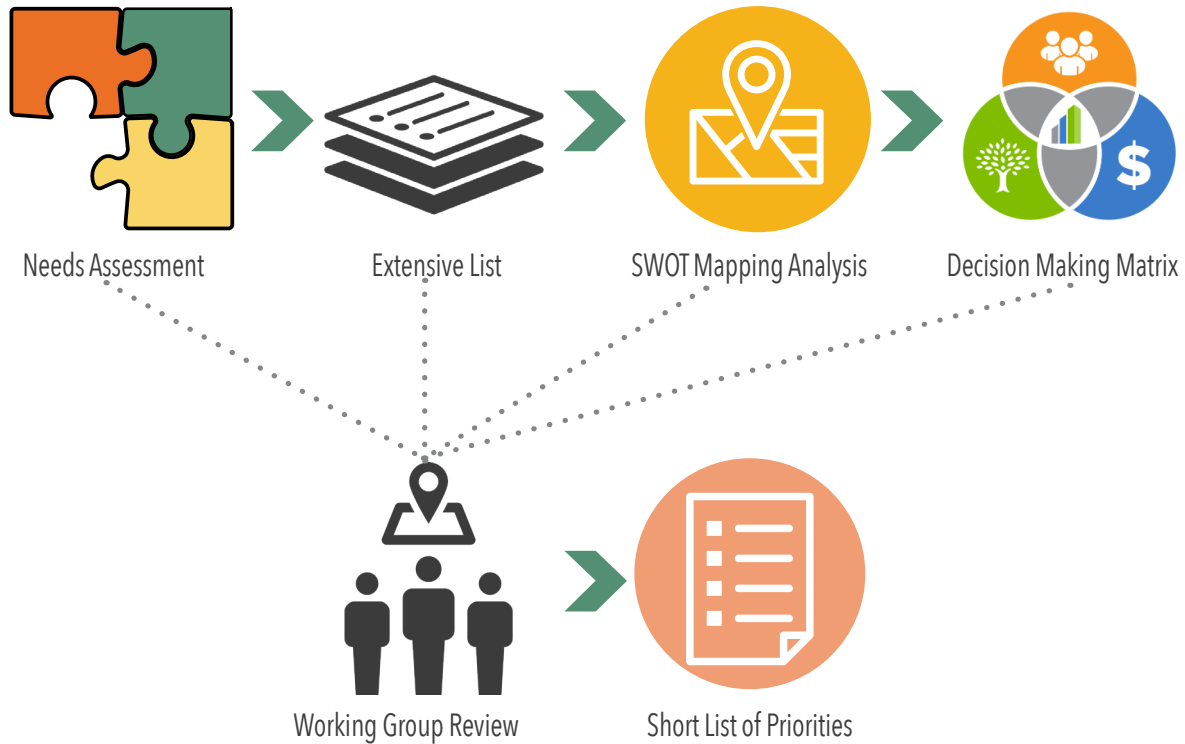 $
Needs Assessment
Extensive List
SWOT Mapping Analysis
Decision Making Matrix
Working Group Review
Short List of Priorities